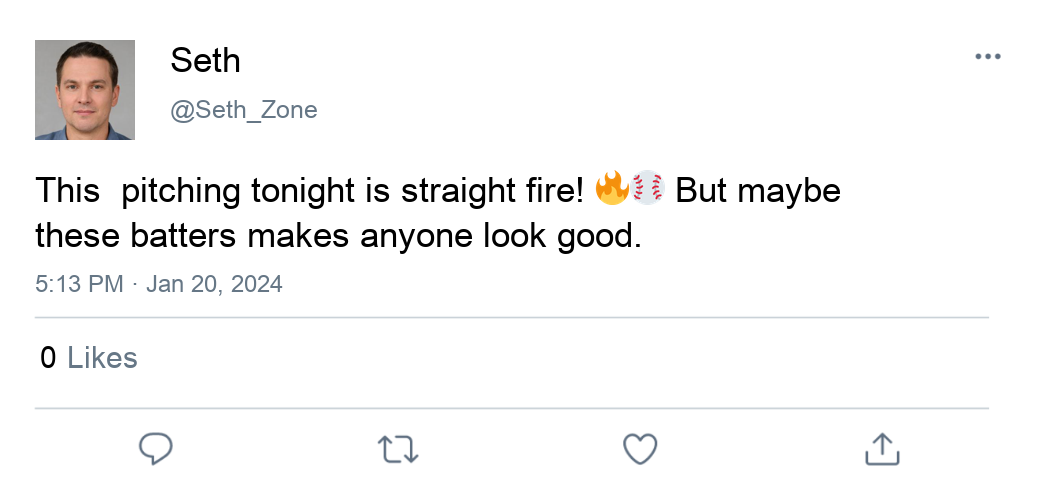 Seth
@Seth_Zone
This  pitching tonight is straight fire! 🔥⚾ But maybe
these batters makes anyone look good.
5:13 PM · Jan 20, 2024
0 Likes